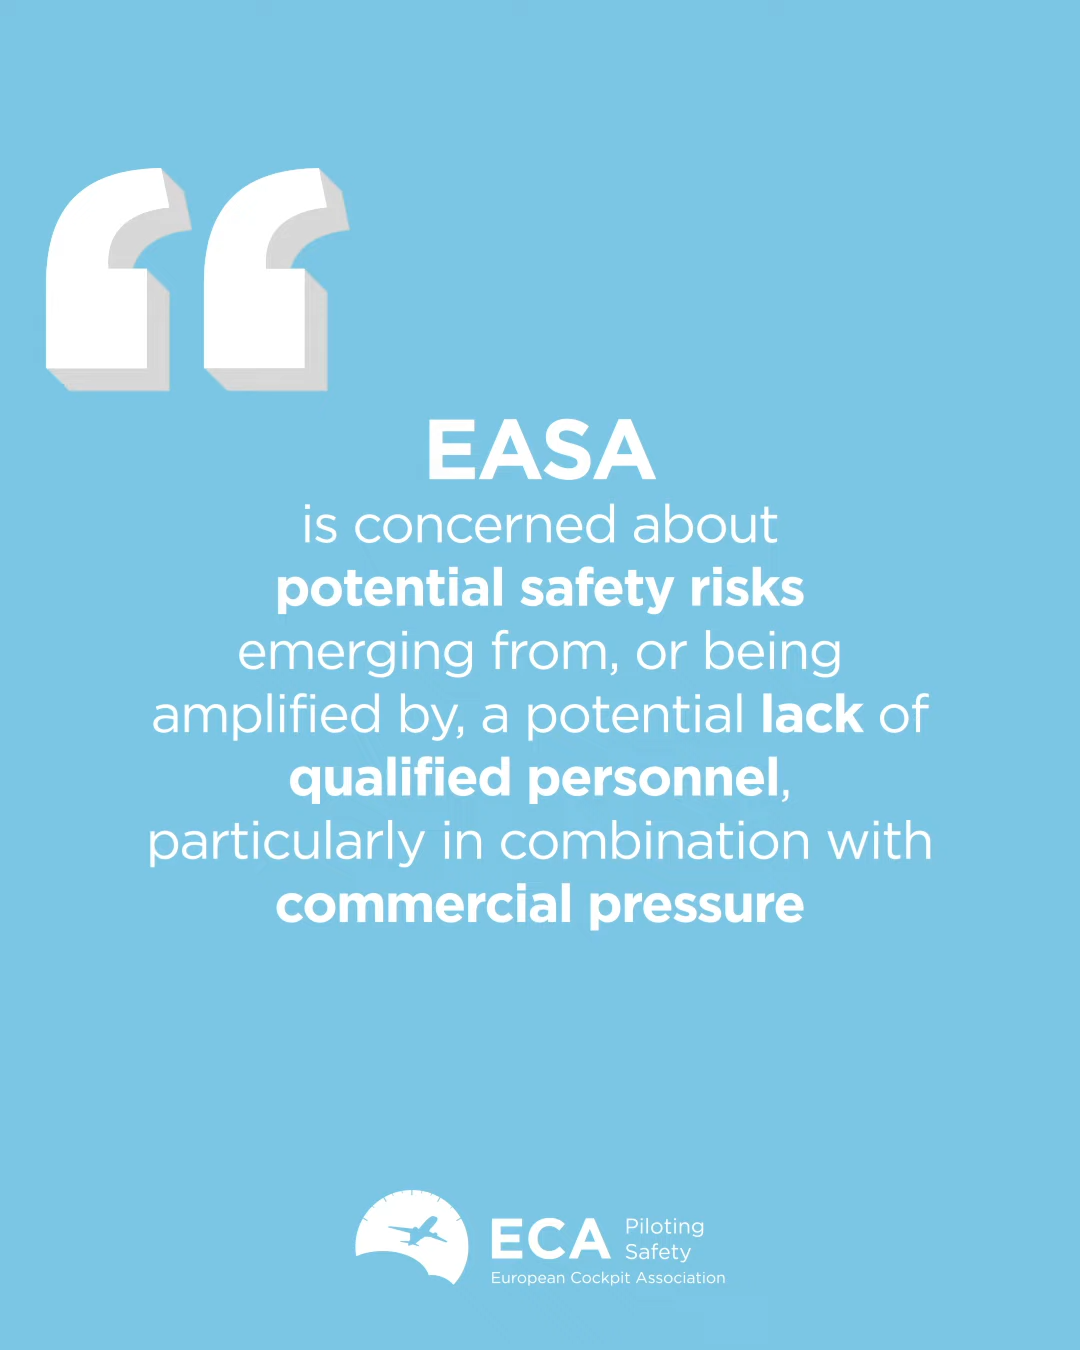 “
EASA
is concerned about
potential safety risks
emerging from, or being
amplified by, a potential lack of
qualified personnel,
particularly in combination with
commercial pressure
ECA Piloting
Safety
European Cockpit Association